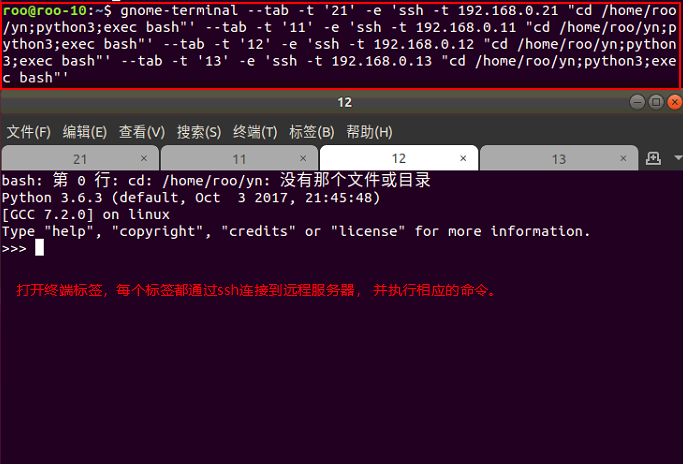 roo@roo-10:~$ gnome-terminal --tab -t '21' -e 'ssh -t 192.168.0.21 "cd /home/roo
/yn;python3;exec bash"' --tab -t '11' -e 'ssh -t 192.168.0.11 "cd /home/roo/yn;p
ython3;exec bash"' --tab -t '12' -e 'ssh -t 192.168.0.12 "cd /home/roo/yn;python
3;exec bash"' --tab -t '13' -e 'ssh -t 192.168.0.13 "cd /home/roo/yn;python3;exe
c bash"'
12
文件(F) 编辑(E) 查看(V) 搜索(S) 终端(T) 标签(B) 帮助(H)
21 × 11 × 12 × 13 ×
bash: 第 0 行: cd: /home/roo/yn: 没有那个文件或目录
Python 3.6.3 (default, Oct  3 2017, 21:45:48)
[GCC 7.2.0] on linux
Type "help", "copyright", "credits" or "license" for more information.
>>>
打开终端标签，每个标签都通过ssh连接到远程服务器， 并执行相应的命令。